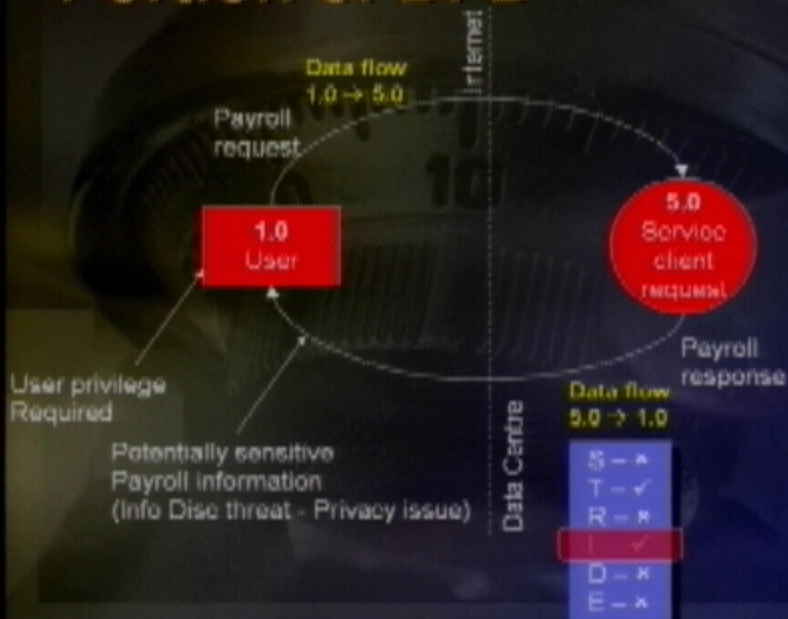 Internet
Data flow
1.0 → 5.0
Payroll
request
10
1.0
User
5.0
Service
client
request
User privilege
Required
Payroll
response
Data flow
5.0 → 1.0
Potentially sensitive
Payroll information
(Info Disc threat - Privacy issue)
Data Centre
S – ×
T – ✓
R – ×
I – ✓
D – ×
E – ×